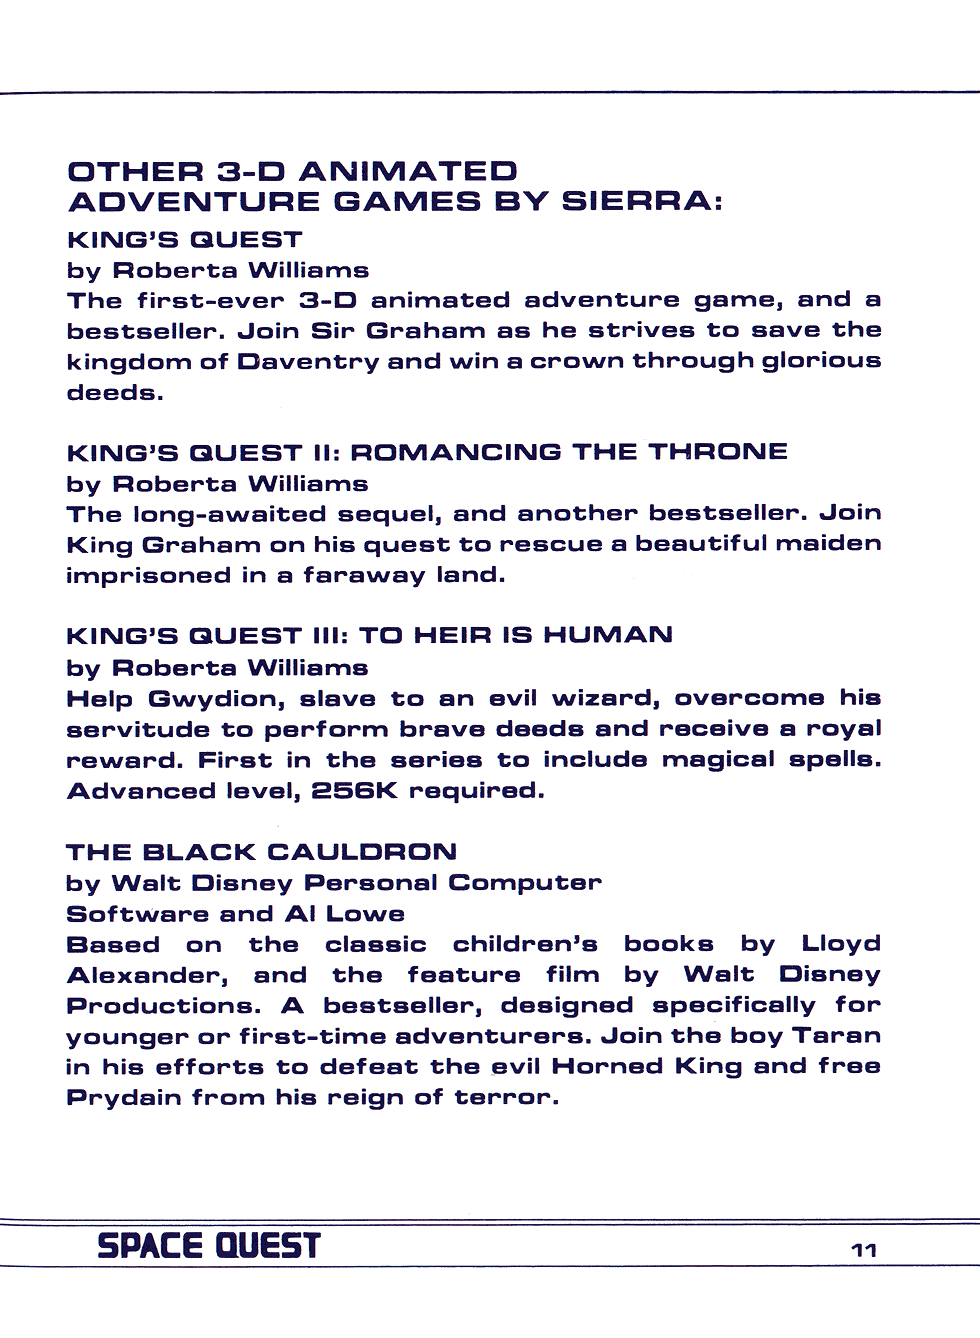 OTHER 3-D ANIMATED
ADVENTURE GAMES BY SIERRA:
KING'S QUEST
by Roberta Williams
The first-ever 3-D animated adventure game, and a
bestseller. Join Sir Graham as he strives to save the
kingdom of Daventry and win a crown through glorious
deeds.
KING'S QUEST II: ROMANCING THE THRONE
by Roberta Williams
The long-awaited sequel, and another bestseller. Join
King Graham on his quest to rescue a beautiful maiden
imprisoned in a faraway land.
KING'S QUEST III: TO HEIR IS HUMAN
by Roberta Williams
Help Gwydion, slave to an evil wizard, overcome his
servitude to perform brave deeds and receive a royal
reward. First in the series to include magical spells.
Advanced level, 256K required.
THE BLACK CAULDRON
by Walt Disney Personal Computer
Software and Al Lowe
Based on the classic children's books by Lloyd
Alexander, and the feature film by Walt Disney
Productions. A bestseller, designed specifically for
younger or first-time adventurers. Join the boy Taran
in his efforts to defeat the evil Horned King and free
Prydain from his reign of terror.
SPACE QUEST
11